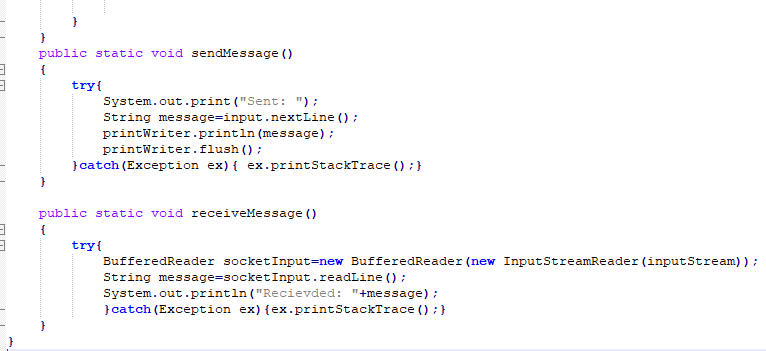 }
}
public static void sendMessage()
{
try{
System.out.print("Sent: ");
String message=input.nextLine();
printWriter.println(message);
printWriter.flush();
}catch(Exception ex){ ex.printStackTrace();}
}
public static void receiveMessage()
{
try{
BufferedReader socketInput=new BufferedReader(new InputStreamReader(inputStream));
String message=socketInput.readLine();
System.out.println("Recievded: "+message);
}catch(Exception ex){ex.printStackTrace();}
}
}